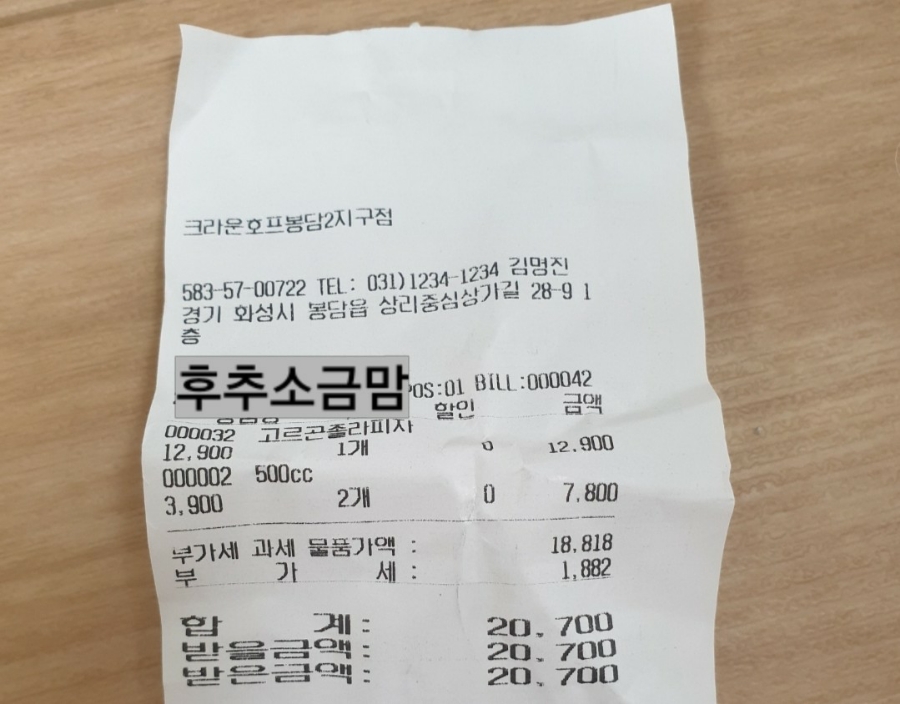 크라운호프봉담2지구점
583-57-00722 TEL: 031)1234-1234 김명진
경기 화성시 봉담읍 상리중심상가길 28-9 1
층
후추소금맘 POS:01 BILL:000042
할인 금액
000032 고르곤졸라피자
12,900 1개 0 12,900
000002 500cc
3,900 2개 0 7,800
부가세 과세 물품가액 : 18,818
부 가 세 : 1,882
합 계 : 20,700
받을금액 : 20,700
받은금액 : 20,700